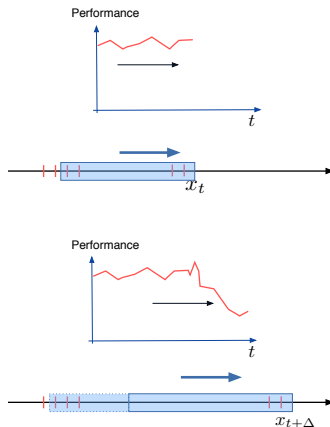 Performance
t
x_t
Performance
t
x_{t+Δ}